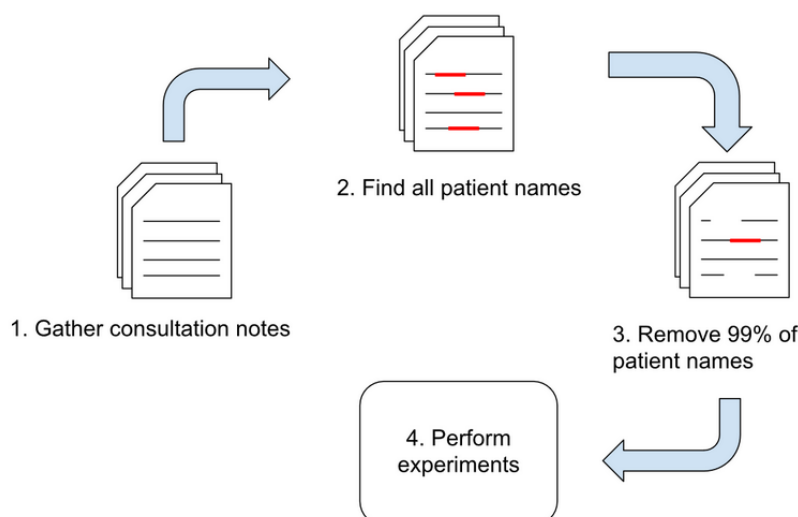 1. Gather consultation notes
2. Find all patient names
3. Remove 99% of
patient names
4. Perform
experiments